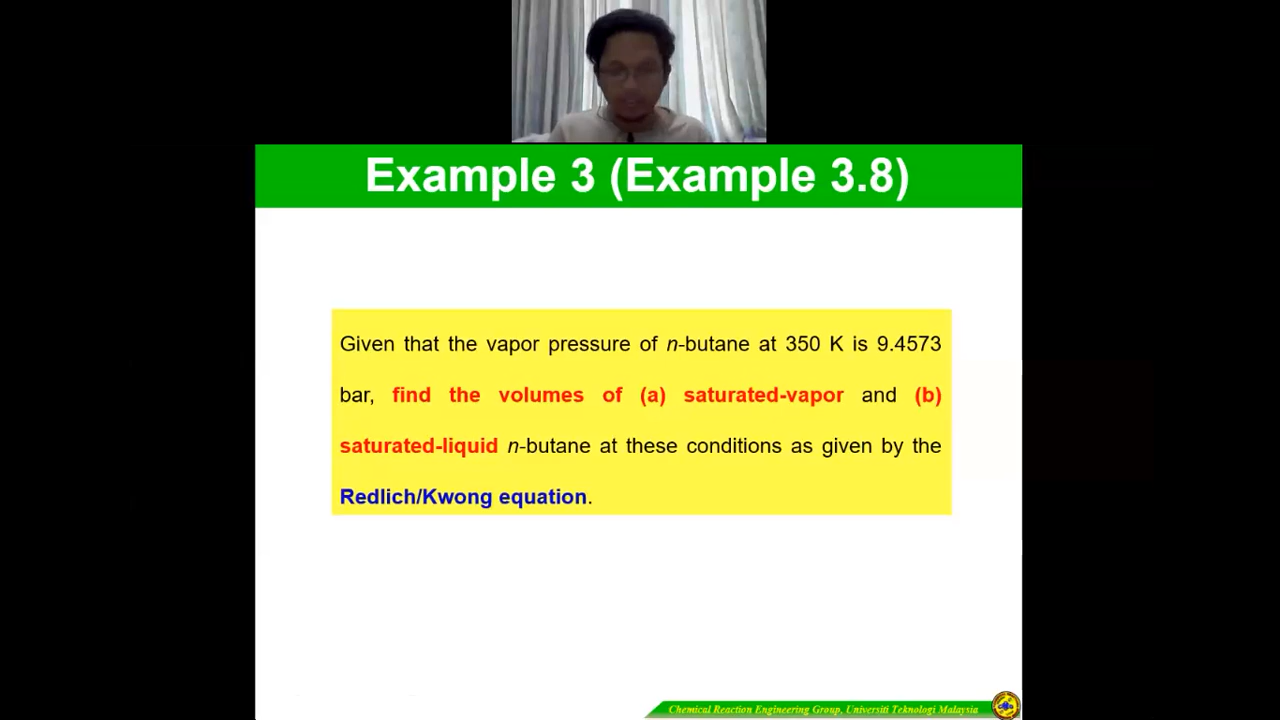 Example 3 (Example 3.8)
Given that the vapor pressure of n-butane at 350 K is 9.4573
bar, find the volumes of (a) saturated-vapor and (b)
saturated-liquid n-butane at these conditions as given by the
Redlich/Kwong equation.
Chemical Reaction Engineering Group, Universiti Teknologi Malaysia